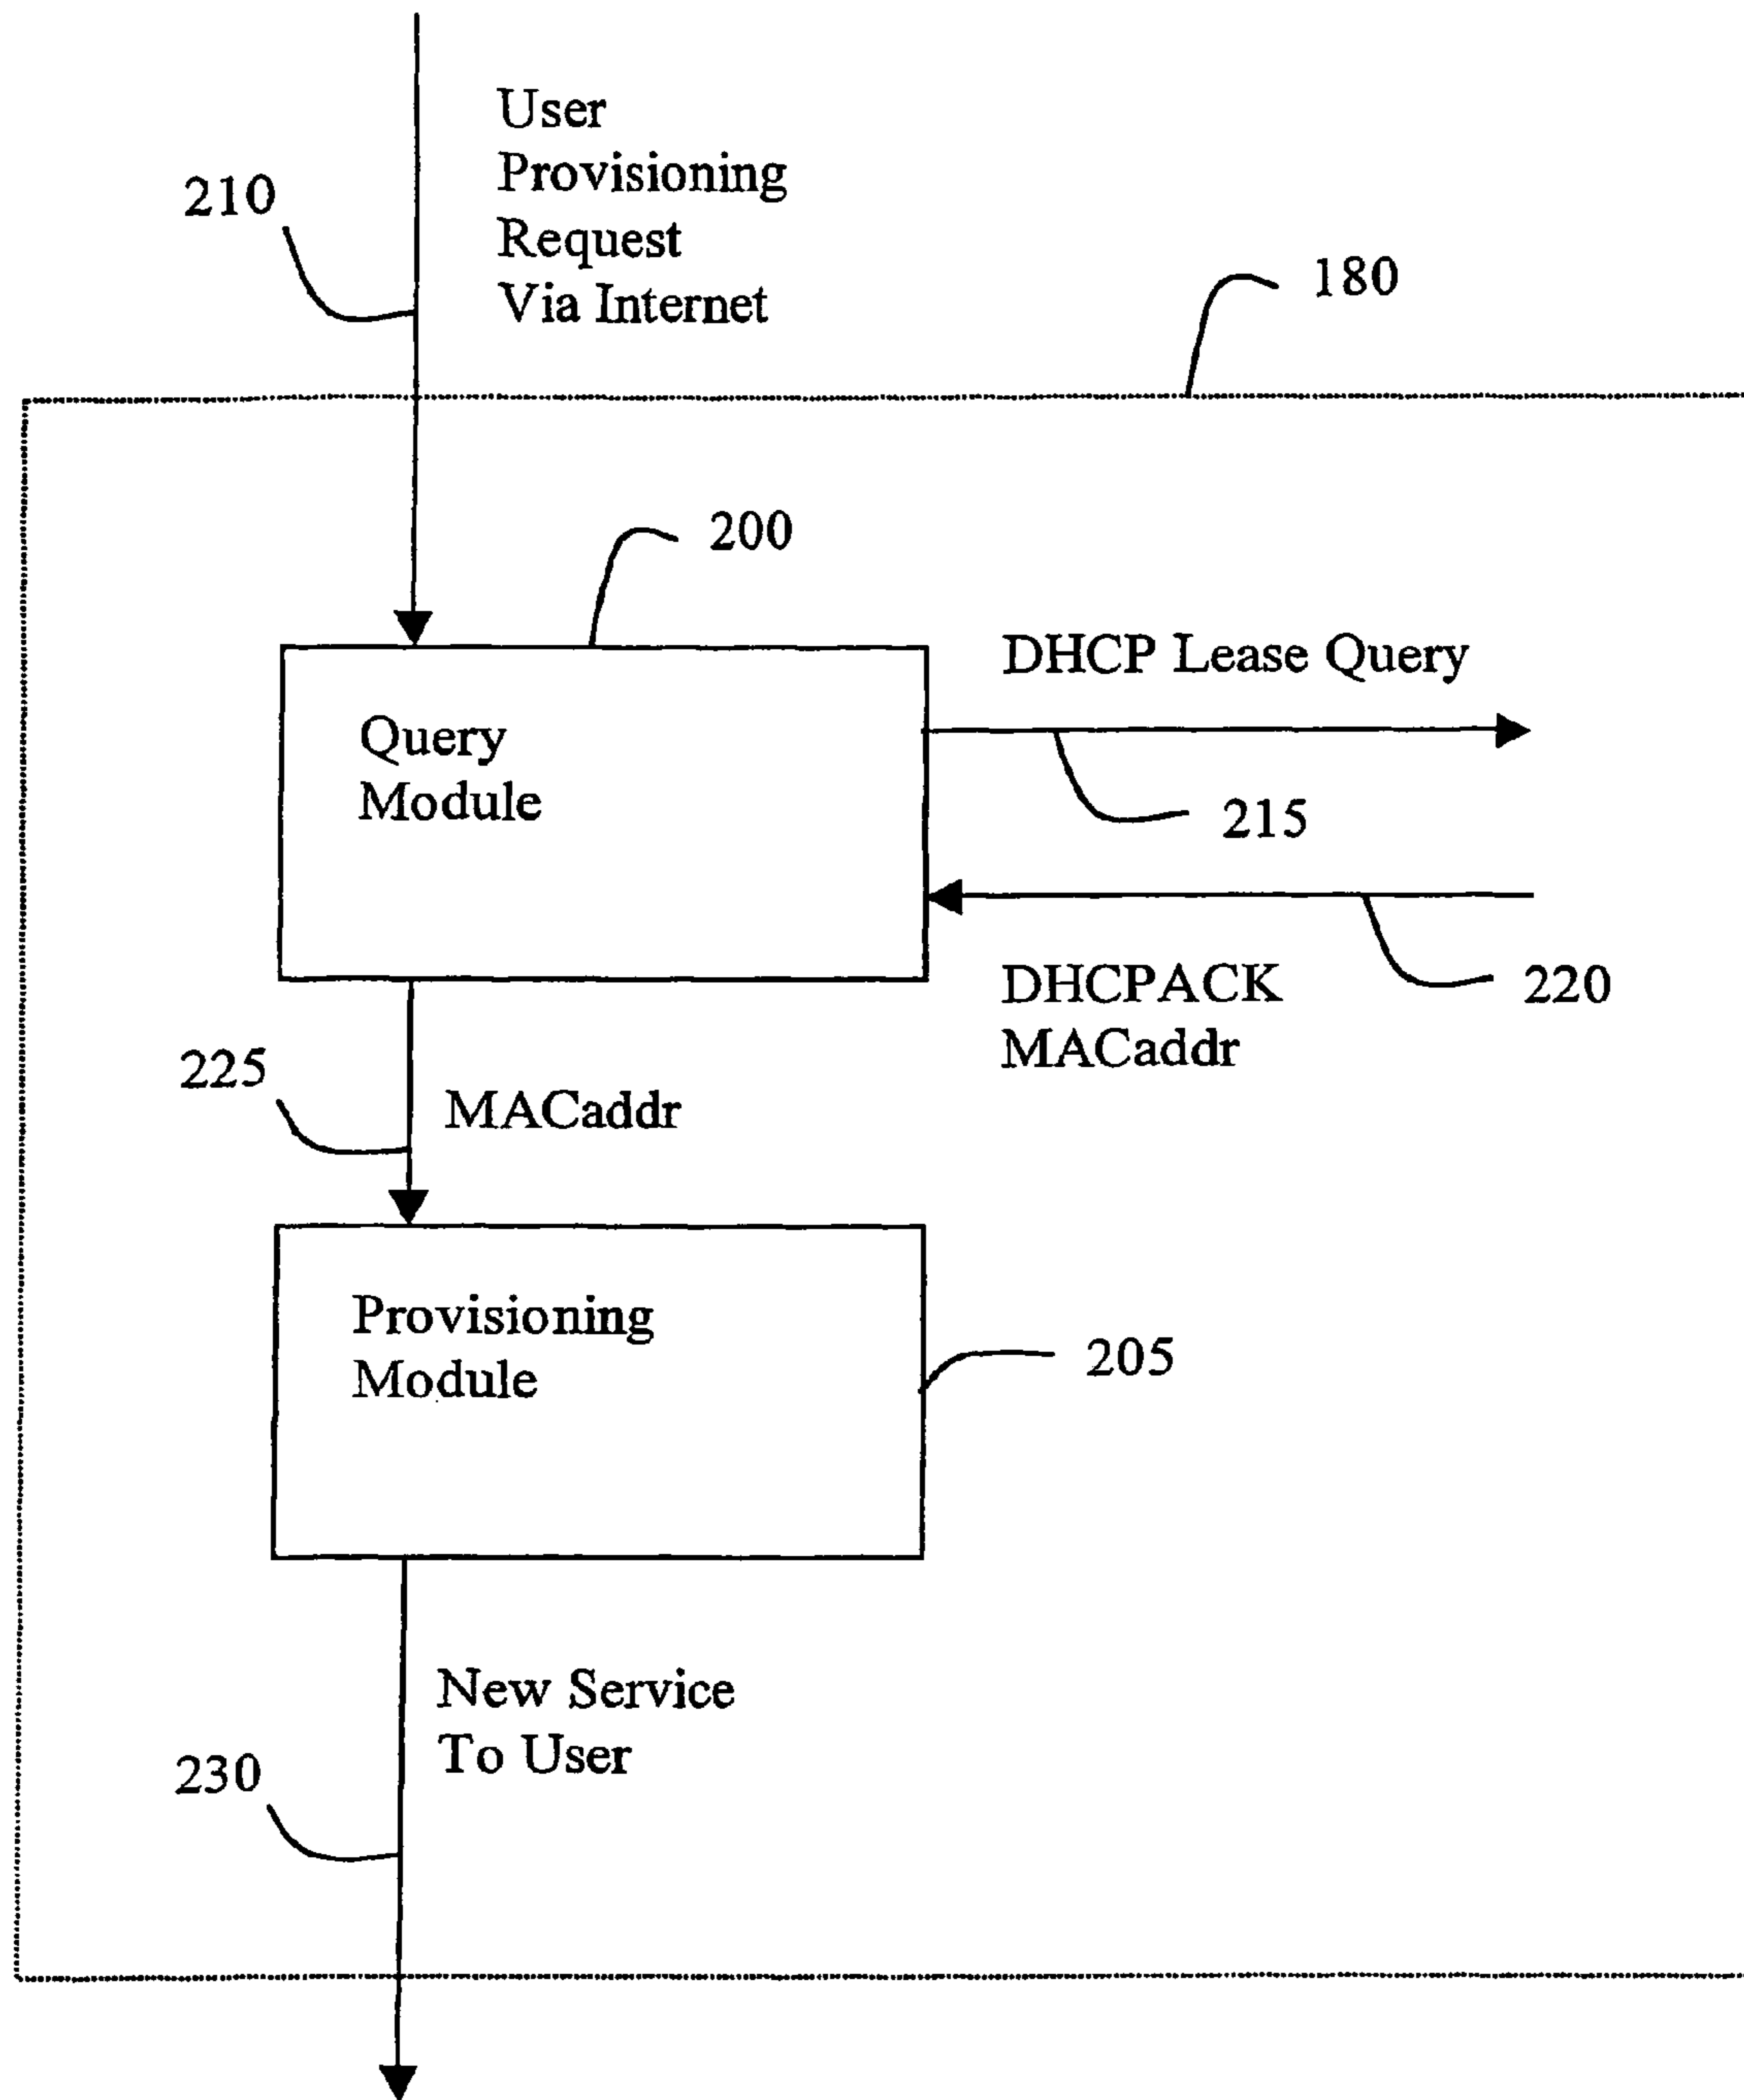 User
Provisioning
Request
Via Internet
210
180
200
DHCP Lease Query
Query
Module
215
220
DHCPACK
MACaddr
225
MACaddr
Provisioning
Module
205
New Service
To User
230